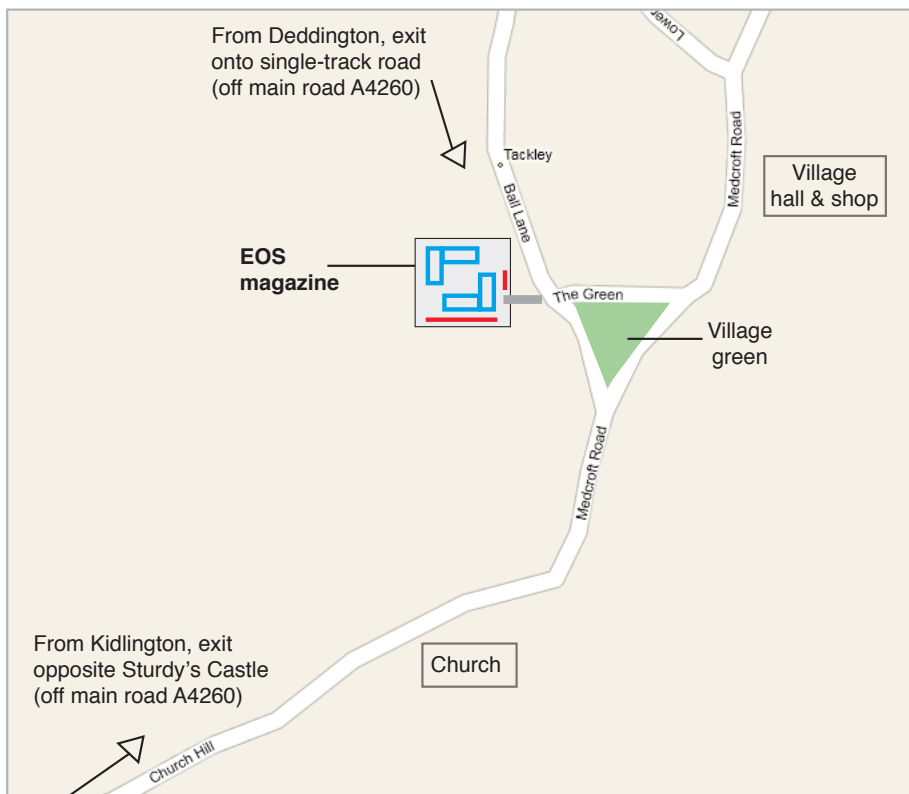 From Deddington, exit
onto single-track road
(off main road A4260)
Lower
Medcroft Road
Tackley
Village
hall & shop
Ball Lane
EOS
magazine
The Green
Village
green
Medcroft Road
From Kidlington, exit
opposite Sturdy's Castle
(off main road A4260)
Church
Church Hill